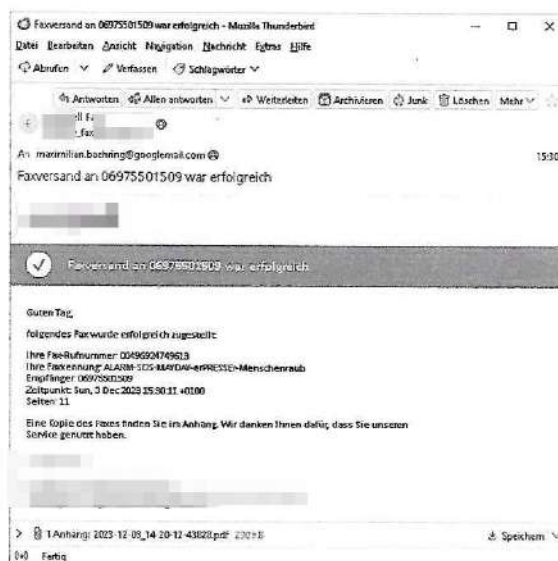 Faxversand an 06975501509 war erfolgreich - Mozilla Thunderbird
Datei Bearbeiten Ansicht Navigation Nachricht Extras Hilfe
Abrufen Verfassen Schlagwörter
Antworten Allen antworten Weiterleiten Archivieren Junk Löschen Mehr
An maximilian.baehring@googlemail.com 15:30
Faxversand an 06975501509 war erfolgreich
Faxversand an 06975501509 war erfolgreich
Guten Tag,
folgendes Fax wurde erfolgreich zugestellt:
Ihre Fax-Rufnummer: 00496924749613
Ihre Faxkennung: ALARM-SOS-MAYDAY-erPRESSEr-Menschenraub
Empfänger: 06975501509
Zeitpunkt: Sun, 3 Dec 2023 15:30:11 +0100
Seiten: 11
Eine Kopie des Faxes finden Sie im Anhang. Wir danken Ihnen dafür, dass Sie unseren
Service genutzt haben.
1 Anhang: 2023-12-03_14-20-12-43828.pdf Speichern
Fertig